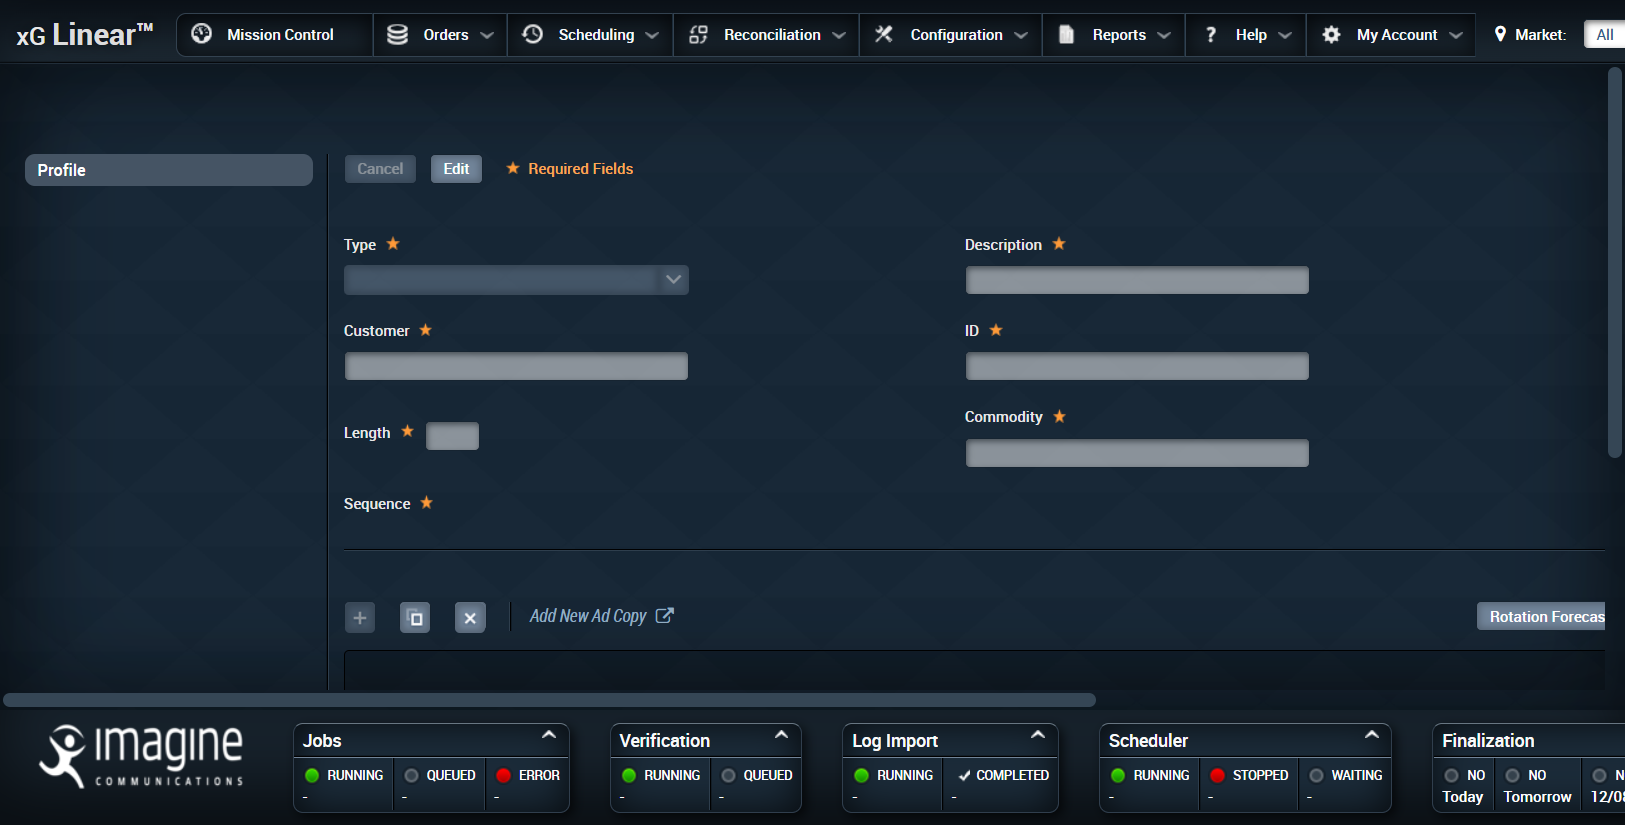 xG Linear™ Mission Control Orders Scheduling Reconciliation Configuration Reports ? Help My Account Market: All
Profile
Cancel Edit Required Fields
Type Description
Customer ID
Commodity
Length
Sequence
Add New Ad Copy
Rotation Forecas
imagine
COMMUNICATIONS
Jobs
RUNNING QUEUED ERROR
- - -
Verification
RUNNING QUEUED
- -
Log Import
RUNNING COMPLETED
- -
Scheduler
RUNNING STOPPED WAITING
- - -
Finalization
NO NO N
Today Tomorrow 12/08